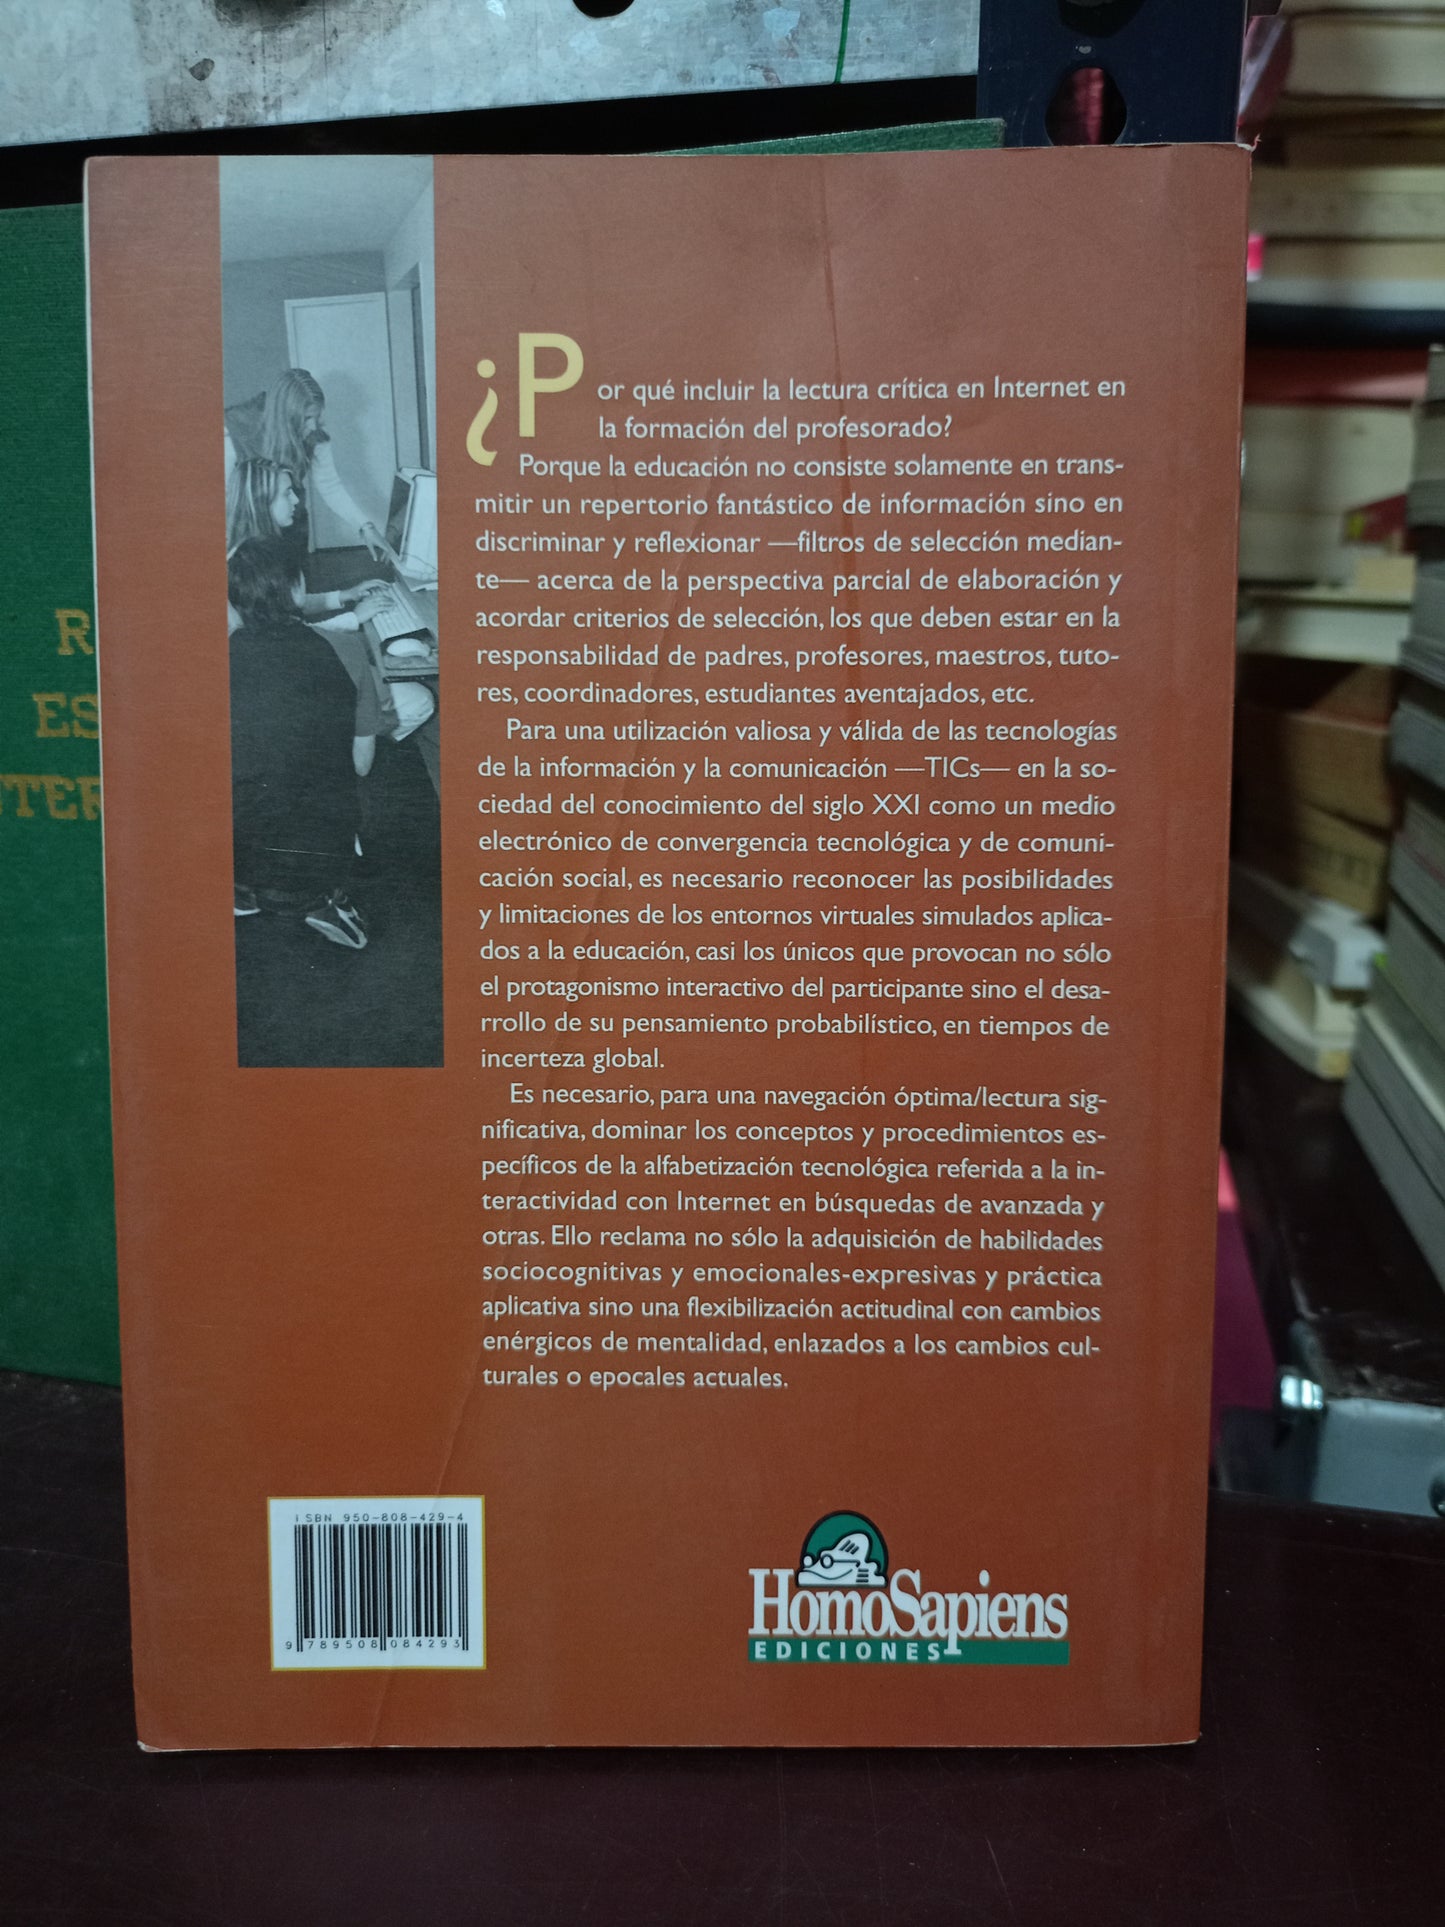 ¿Por qué incluir la lectura crítica en Internet en
la formación del profesorado?
Porque la educación no consiste solamente en trans-
mitir un repertorio fantástico de información sino en
discriminar y reflexionar —filtros de selección median-
te— acerca de la perspectiva parcial de elaboración y
acordar criterios de selección, los que deben estar en la
responsabilidad de padres, profesores, maestros, tuto-
res, coordinadores, estudiantes aventajados, etc.
Para una utilización valiosa y válida de las tecnologías
de la información y la comunicación —TICs— en la so-
ciedad del conocimiento del siglo XXI como un medio
electrónico de convergencia tecnológica y de comuni-
cación social, es necesario reconocer las posibilidades
y limitaciones de los entornos virtuales simulados aplica-
dos a la educación, casi los únicos que provocan no sólo
el protagonismo interactivo del participante sino el desa-
rrollo de su pensamiento probabilístico, en tiempos de
incerteza global.
Es necesario, para una navegación óptima/lectura sig-
nificativa, dominar los conceptos y procedimientos es-
pecíficos de la alfabetización tecnológica referida a la in-
teractividad con Internet en búsquedas de avanzada y
otras. Ello reclama no sólo la adquisición de habilidades
sociocognitivas y emocionales-expresivas y práctica
aplicativa sino una flexibilización actitudinal con cambios
enérgicos de mentalidad, enlazados a los cambios cul-
turales o epocales actuales.
ISBN 950-808-429-4
9 789508 084293
HomoSapiens
EDICIONES